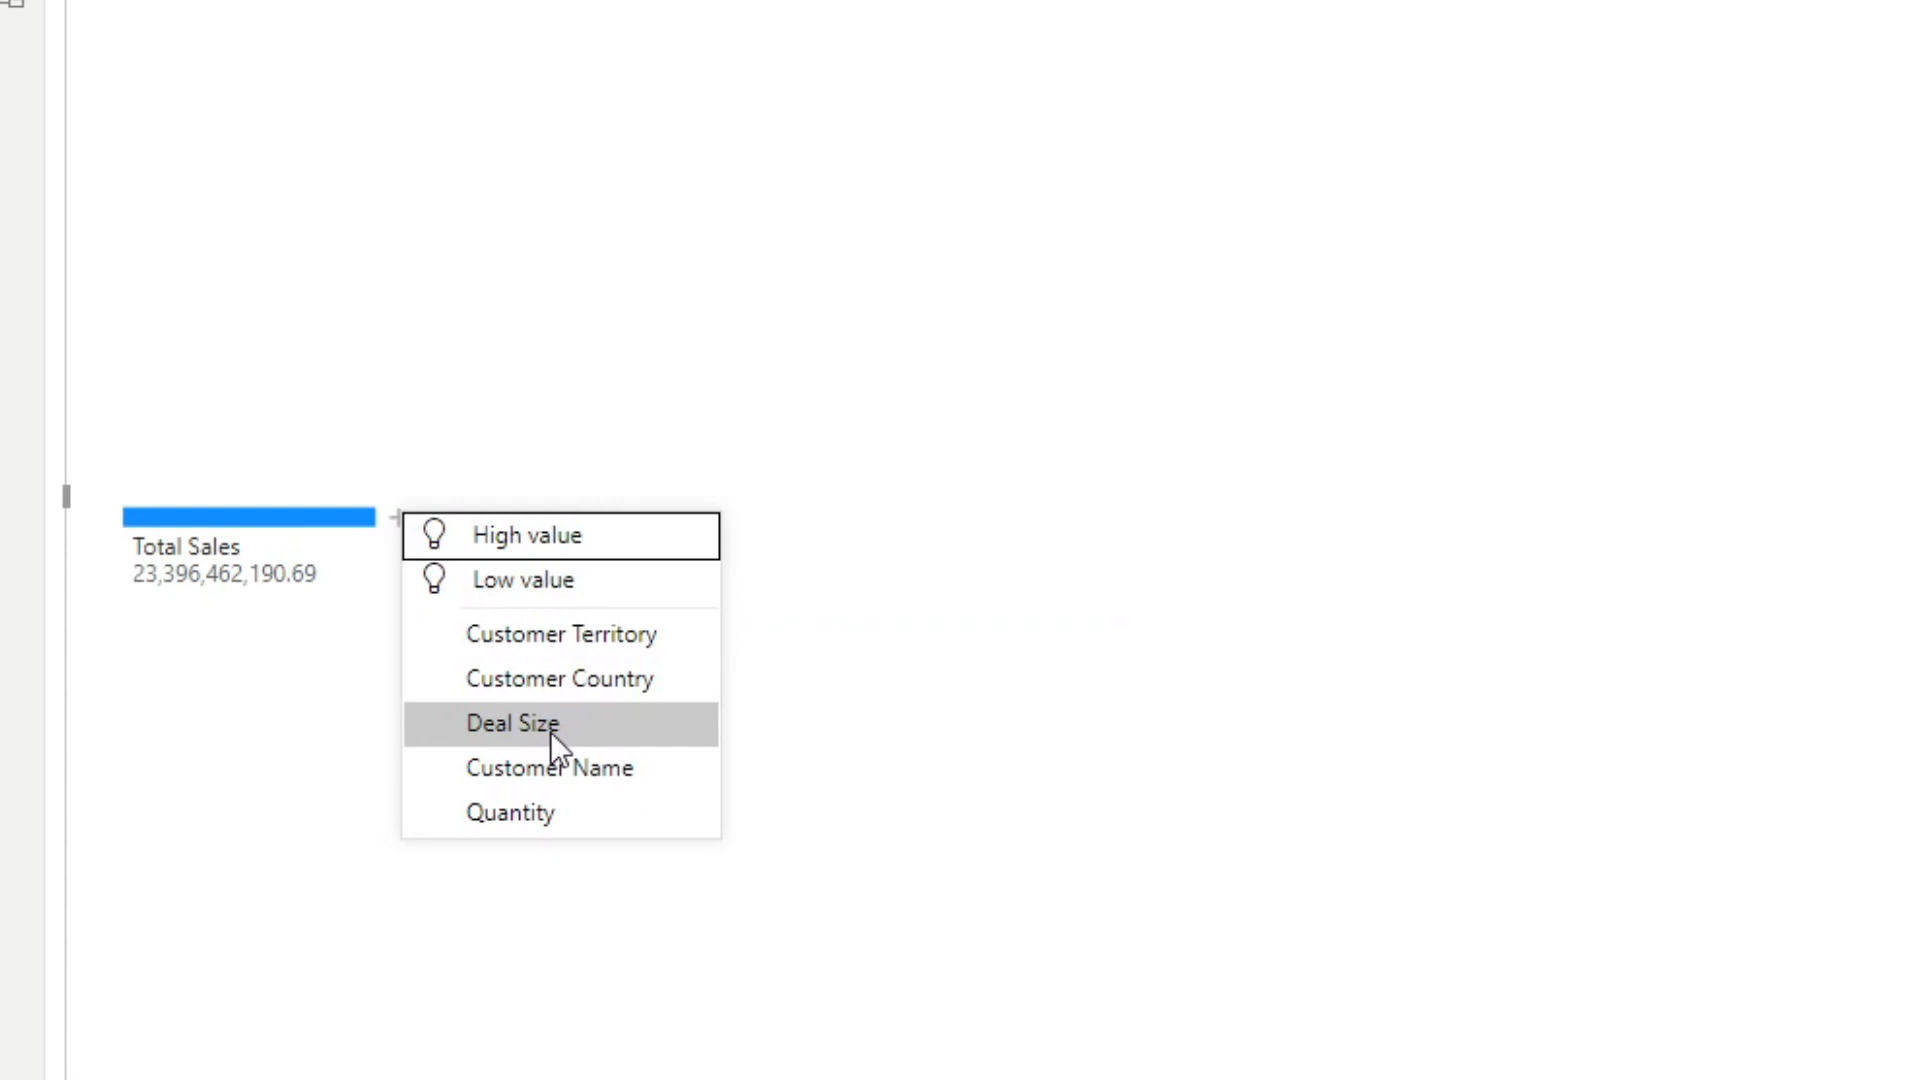 Total Sales
23,396,462,190.69
High value
Low value
Customer Territory
Customer Country
Deal Size
Customer Name
Quantity